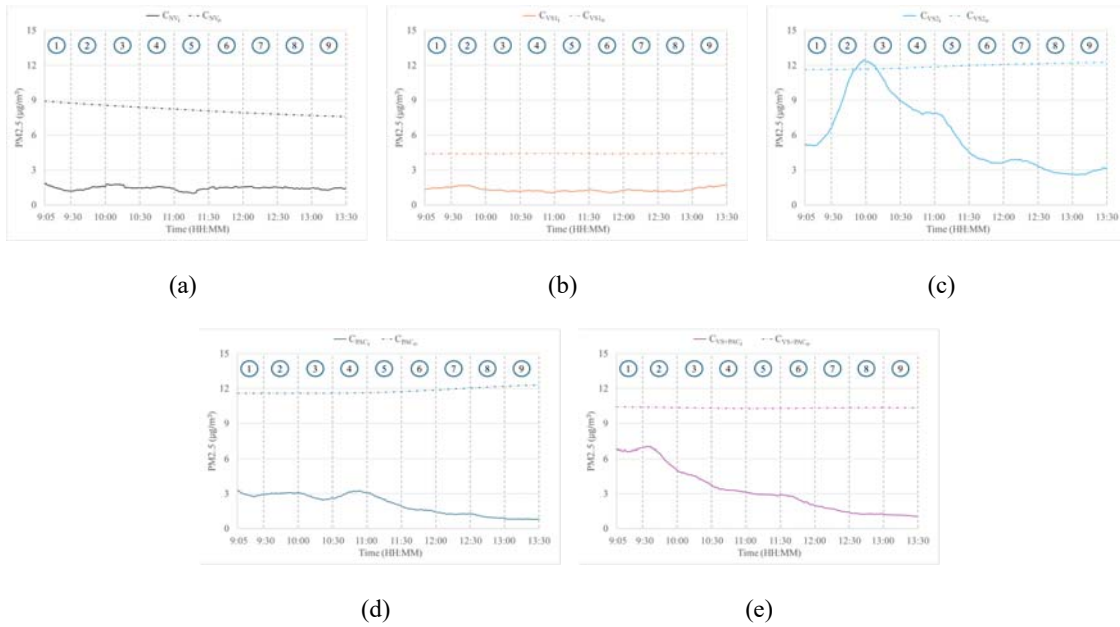 C_NV_i C_NV_o
15
12
9
6
3
0
PM2.5 (µg/m³)
1 2 3 4 5 6 7 8 9
9:05 9:30 10:00 10:30 11:00 11:30 12:00 12:30 13:00 13:30
Time (HH:MM)
(a)
C_VS1_i C_VS1_o
15
12
9
6
3
0
PM2.5 (µg/m³)
1 2 3 4 5 6 7 8 9
9:05 9:30 10:00 10:30 11:00 11:30 12:00 12:30 13:00 13:30
Time (HH:MM)
(b)
C_VS2_i C_VS2_o
15
12
9
6
3
0
PM2.5 (µg/m³)
1 2 3 4 5 6 7 8 9
9:05 9:30 10:00 10:30 11:00 11:30 12:00 12:30 13:00 13:30
Time (HH:MM)
(c)
C_PAC_i C_PAC_o
15
12
9
6
3
0
PM2.5 (µg/m³)
1 2 3 4 5 6 7 8 9
9:05 9:30 10:00 10:30 11:00 11:30 12:00 12:30 13:00 13:30
Time (HH:MM)
(d)
C_VS+PAC_i C_VS+PAC_o
15
12
9
6
3
0
PM2.5 (µg/m³)
1 2 3 4 5 6 7 8 9
9:05 9:30 10:00 10:30 11:00 11:30 12:00 12:30 13:00 13:30
Time (HH:MM)
(e)